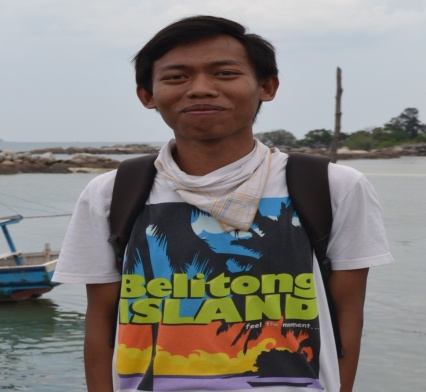 Belitong
ISLAND
feel the moment...